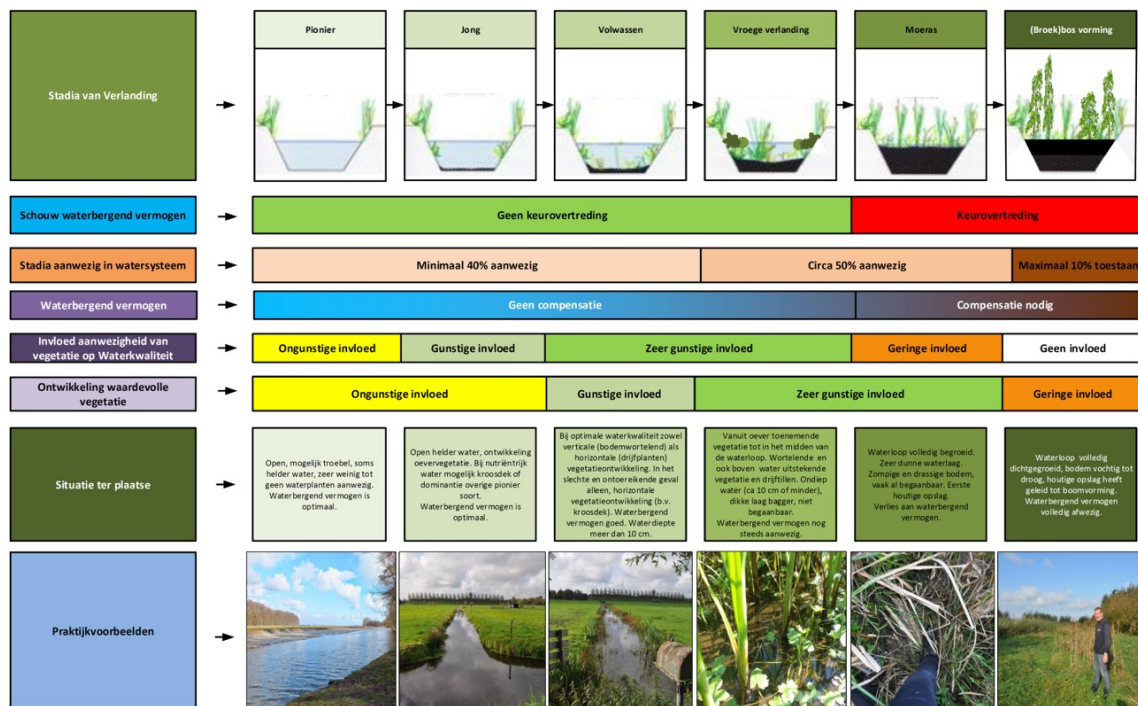 Stadia van Verlanding
Pionier
Jong
Volwassen
Vroege verlanding
Moeras
(Broek)bos vorming
Schouw waterbergend vermogen
Geen keurovertreding
Keurovertreding
Stadia aanwezig in watersysteem
Minimaal 40% aanwezig
Circa 50% aanwezig
Maximaal 10% toestaan
Waterbergend vermogen
Geen compensatie
Compensatie nodig
Invloed aanwezigheid van
vegetatie op Waterkwaliteit
Ongunstige invloed
Gunstige invloed
Zeer gunstige invloed
Geringe invloed
Geen invloed
Ontwikkeling waardevolle
vegetatie
Ongunstige invloed
Gunstige invloed
Zeer gunstige invloed
Geringe invloed
Situatie ter plaatse
Open, mogelijk troebel, soms
helder water, zeer weinig tot
geen waterplanten aanwezig.
Waterbergend vermogen is
optimaal.
Open helder water, ontwikkeling
oevervegetatie. Bij nutriëntrijk
water mogelijk kroosdek of
dominantie overige pionier
soort.
Waterbergend vermogen is
optimaal.
Bij optimale waterkwaliteit zowel
verticale (bodemwortelend) als
horizontale (drijfplanten)
vegetatieontwikkeling. In het
slechte en ontoereikende geval
alleen, horizontale
vegetatieontwikkeling (b.v.
kroosdek). Waterbergend
vermogen goed. Waterdiepte
meer dan 10 cm.
Vanuit oever toenemende
vegetatie tot in het midden van
de waterloop. Wortelende en
ook boven water uitstekende
vegetatie en drijftillen. Ondiep
water (ca 10 cm of minder),
dikke laag bagger, niet
begaanbaar.
Waterbergend vermogen nog
steeds aanwezig.
Waterloop volledig begroeid.
Zeer dunne waterlaag.
Zompige en drassige bodem,
vaak al begaanbaar. Eerste
houtige opslag.
Verlies aan waterbergend
vermogen.
Waterloop volledig
dichtgegroeid, bodem vochtig tot
droog, houtige opslag heeft
geleid tot boomvorming.
Waterbergend vermogen
volledig afwezig.
Praktijkvoorbeelden